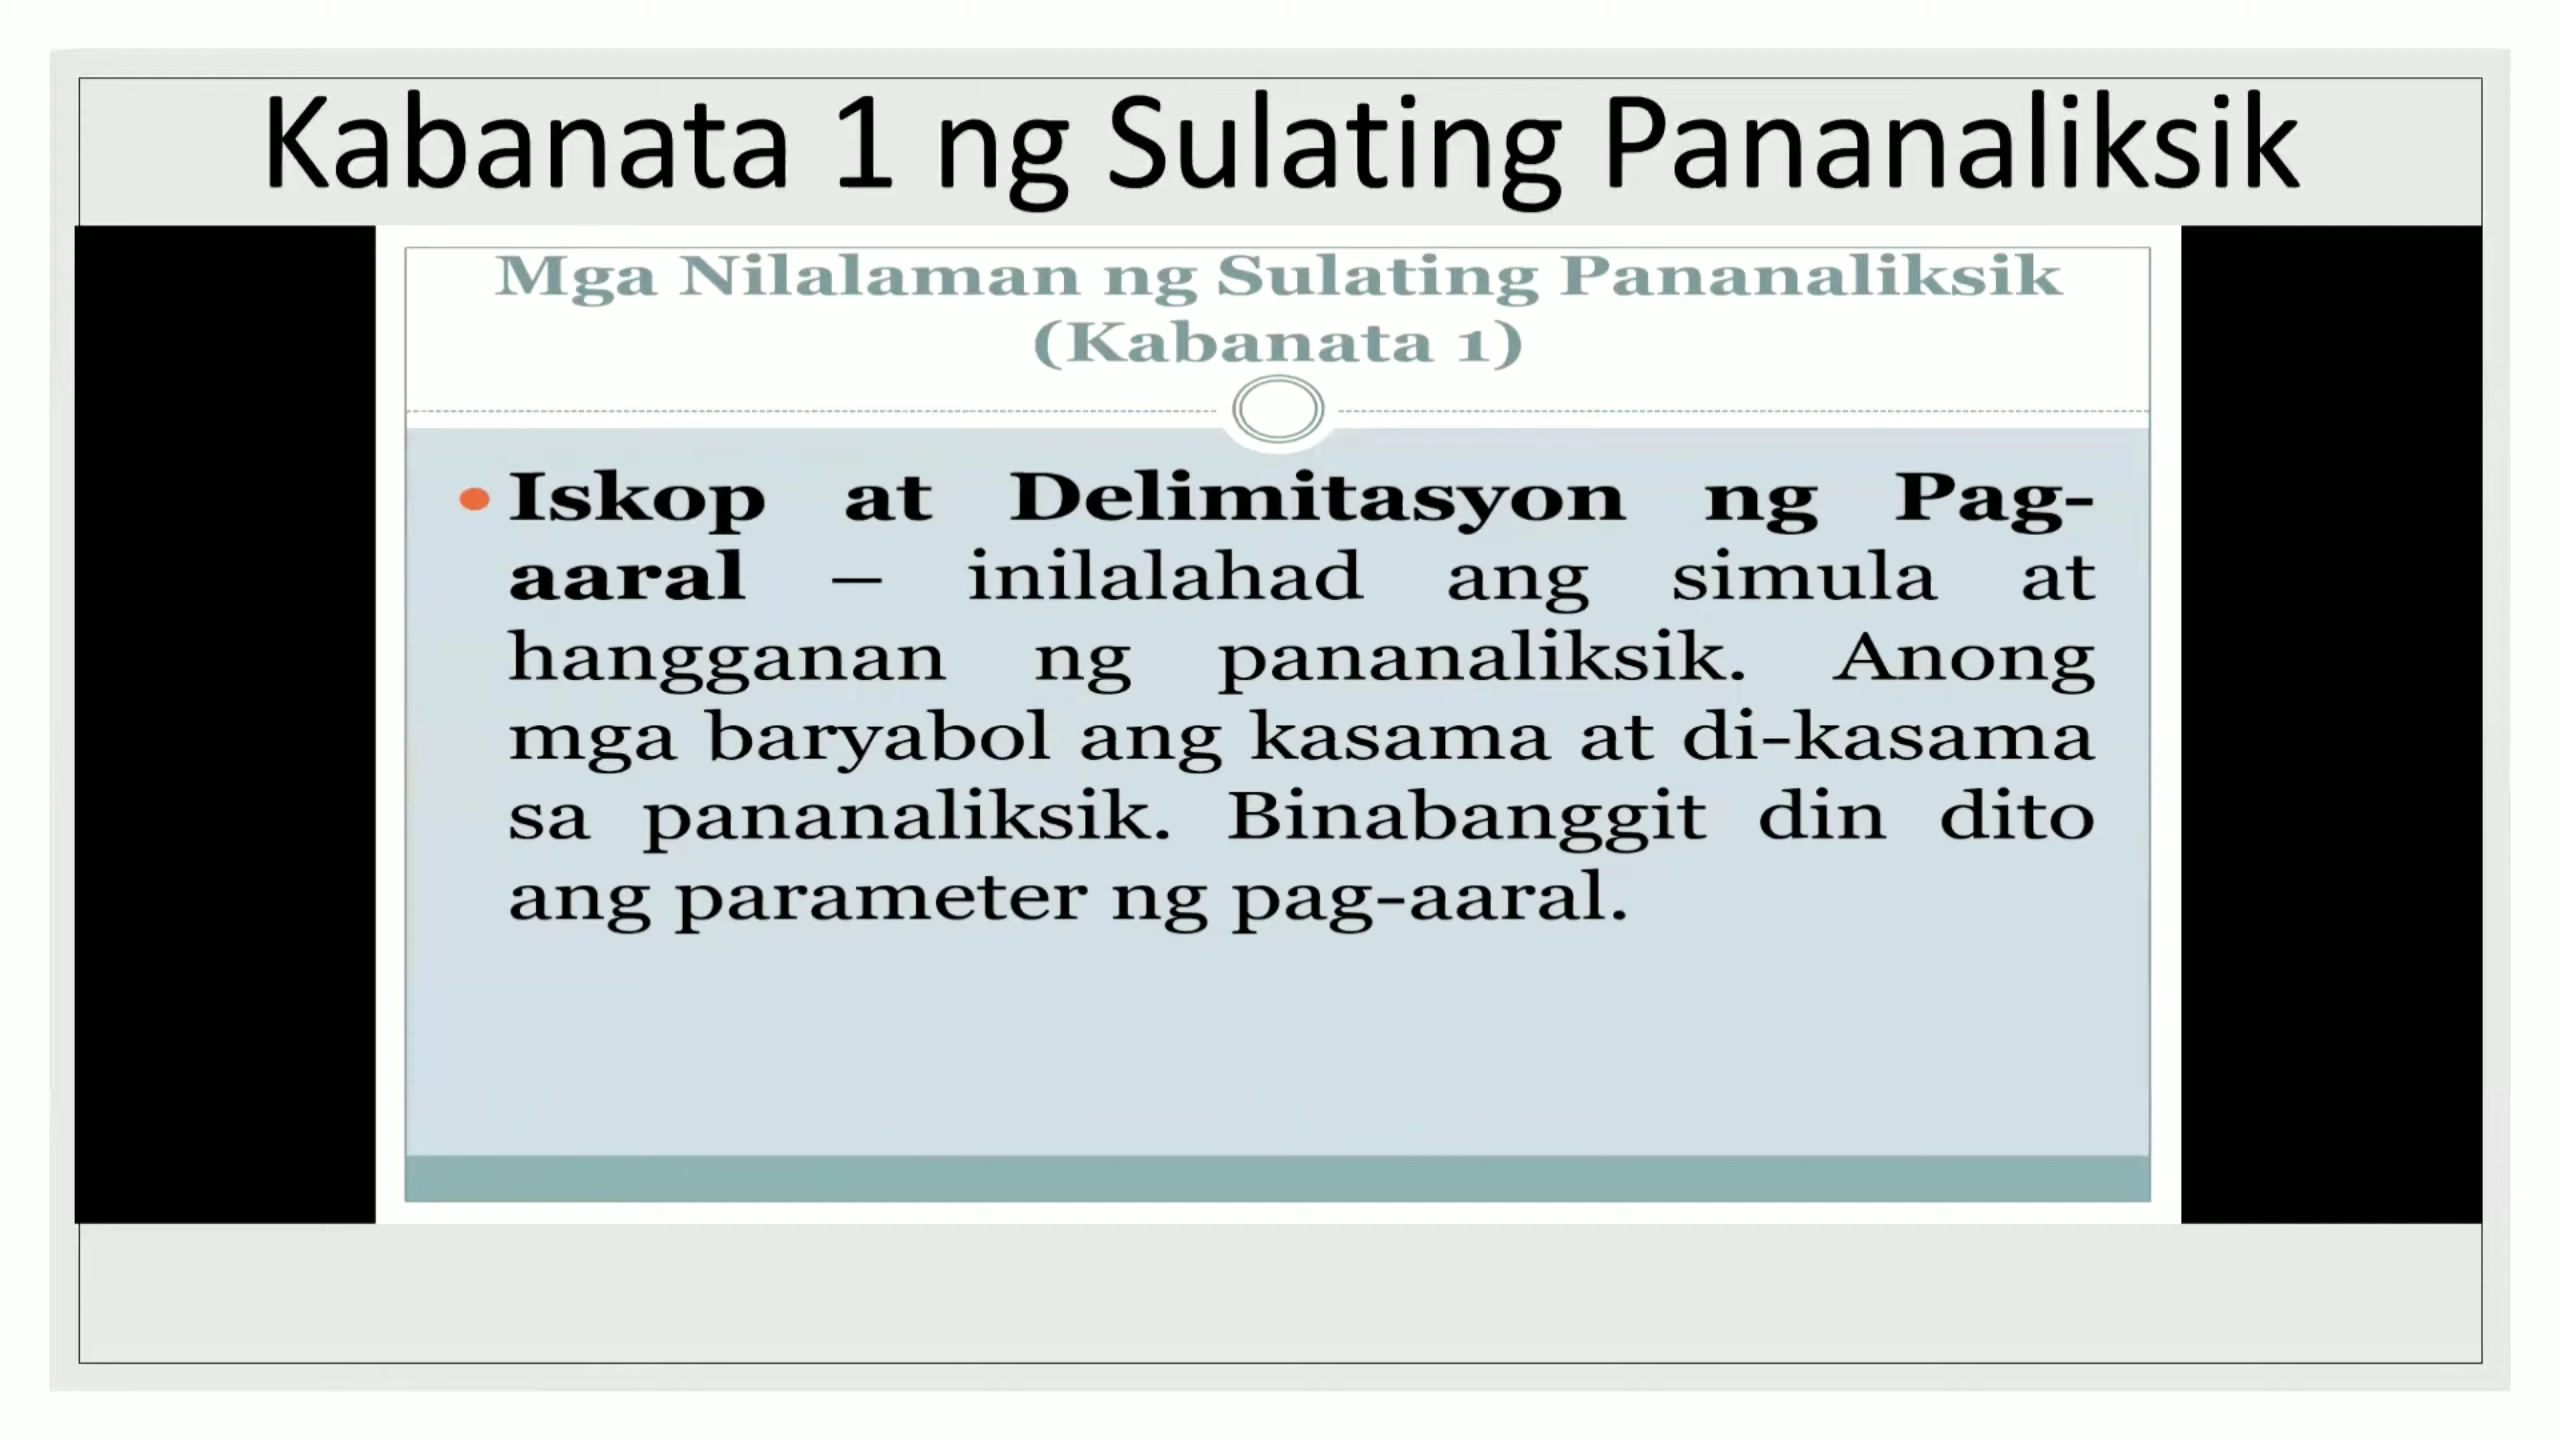 Kabanata 1 ng Sulating Pananaliksik
Mga Nilalaman ng Sulating Pananaliksik
(Kabanata 1)
• Iskop at Delimitasyon ng Pag-
aaral – inilalahad ang simula at
hangganan ng pananaliksik. Anong
mga baryabol ang kasama at di-kasama
sa pananaliksik. Binabanggit din dito
ang parameter ng pag-aaral.